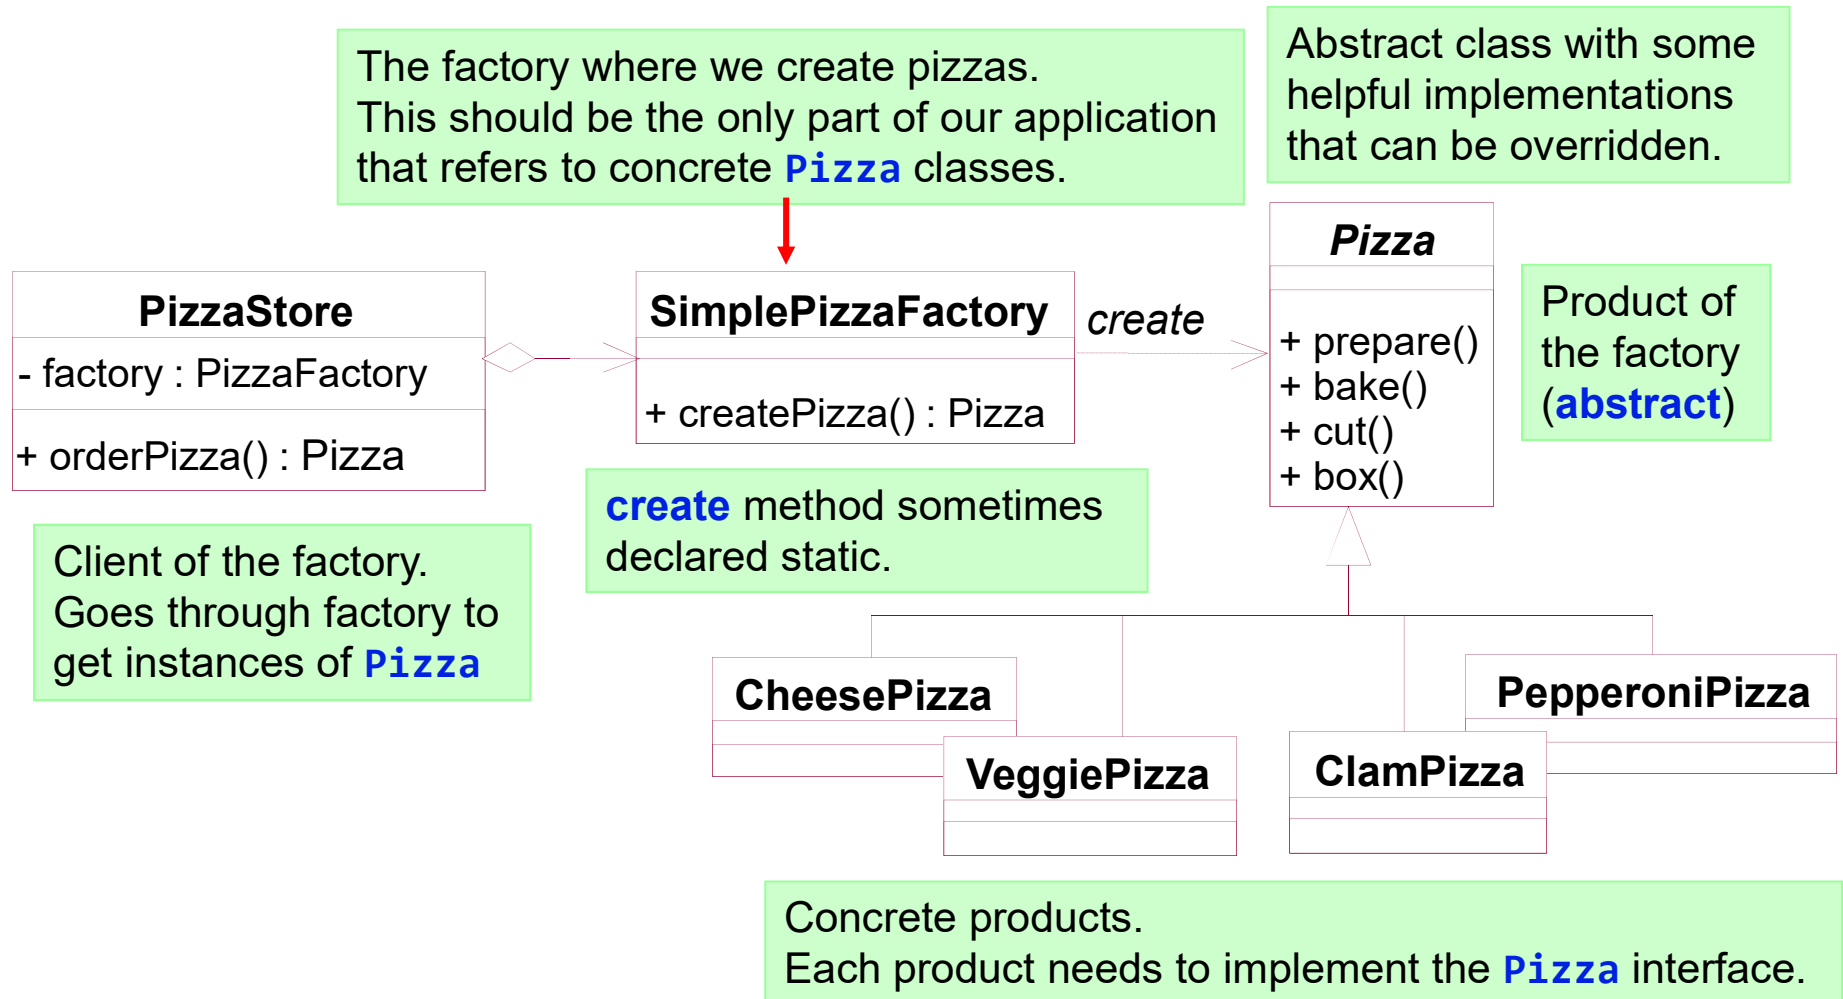 The factory where we create pizzas.
This should be the only part of our application
that refers to concrete Pizza classes.
Abstract class with some
helpful implementations
that can be overridden.
PizzaStore
- factory : PizzaFactory
+ orderPizza() : Pizza
SimplePizzaFactory
+ createPizza() : Pizza
create
Pizza
+ prepare()
+ bake()
+ cut()
+ box()
Product of
the factory
(abstract)
Client of the factory.
Goes through factory to
get instances of Pizza
create method sometimes
declared static.
CheesePizza
VeggiePizza
ClamPizza
PepperoniPizza
Concrete products.
Each product needs to implement the Pizza interface.